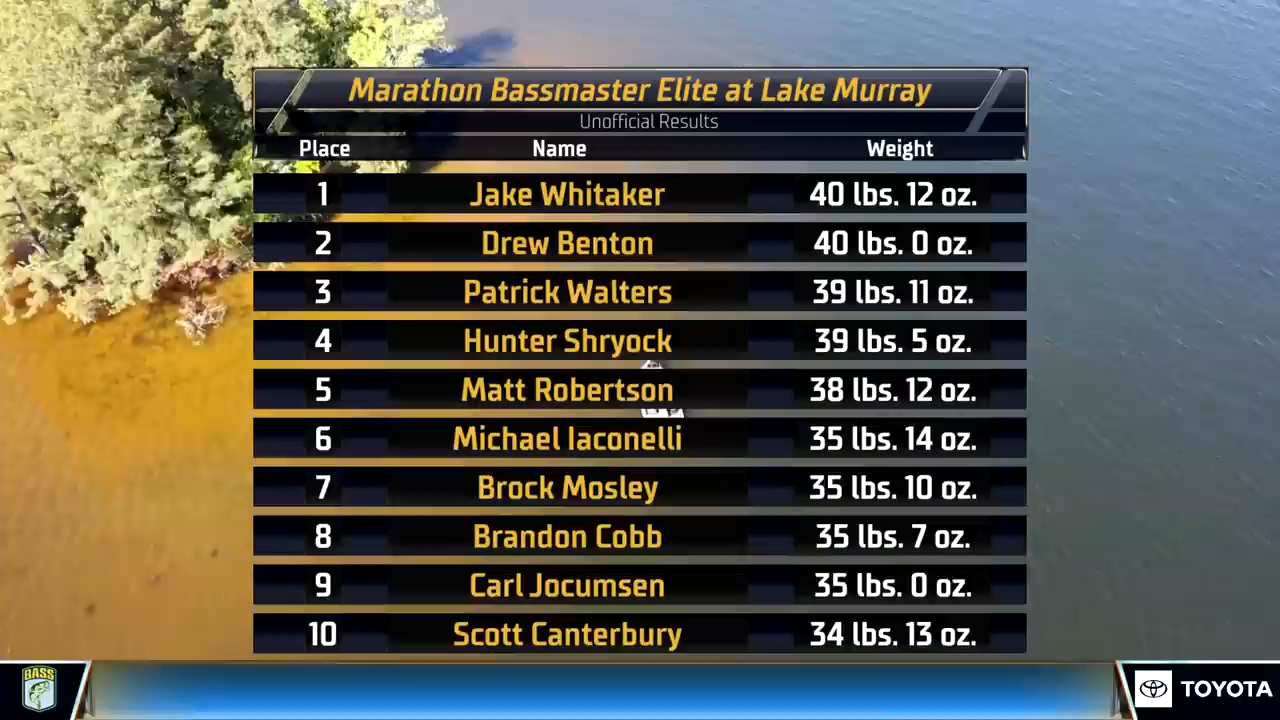 Marathon Bassmaster Elite at Lake Murray
Unofficial Results
Place Name Weight
1 Jake Whitaker 40 lbs. 12 oz.
2 Drew Benton 40 lbs. 0 oz.
3 Patrick Walters 39 lbs. 11 oz.
4 Hunter Shryock 39 lbs. 5 oz.
5 Matt Robertson 38 lbs. 12 oz.
6 Michael Iaconelli 35 lbs. 14 oz.
7 Brock Mosley 35 lbs. 10 oz.
8 Brandon Cobb 35 lbs. 7 oz.
9 Carl Jocumsen 35 lbs. 0 oz.
10 Scott Canterbury 34 lbs. 13 oz.
BASS TOYOTA